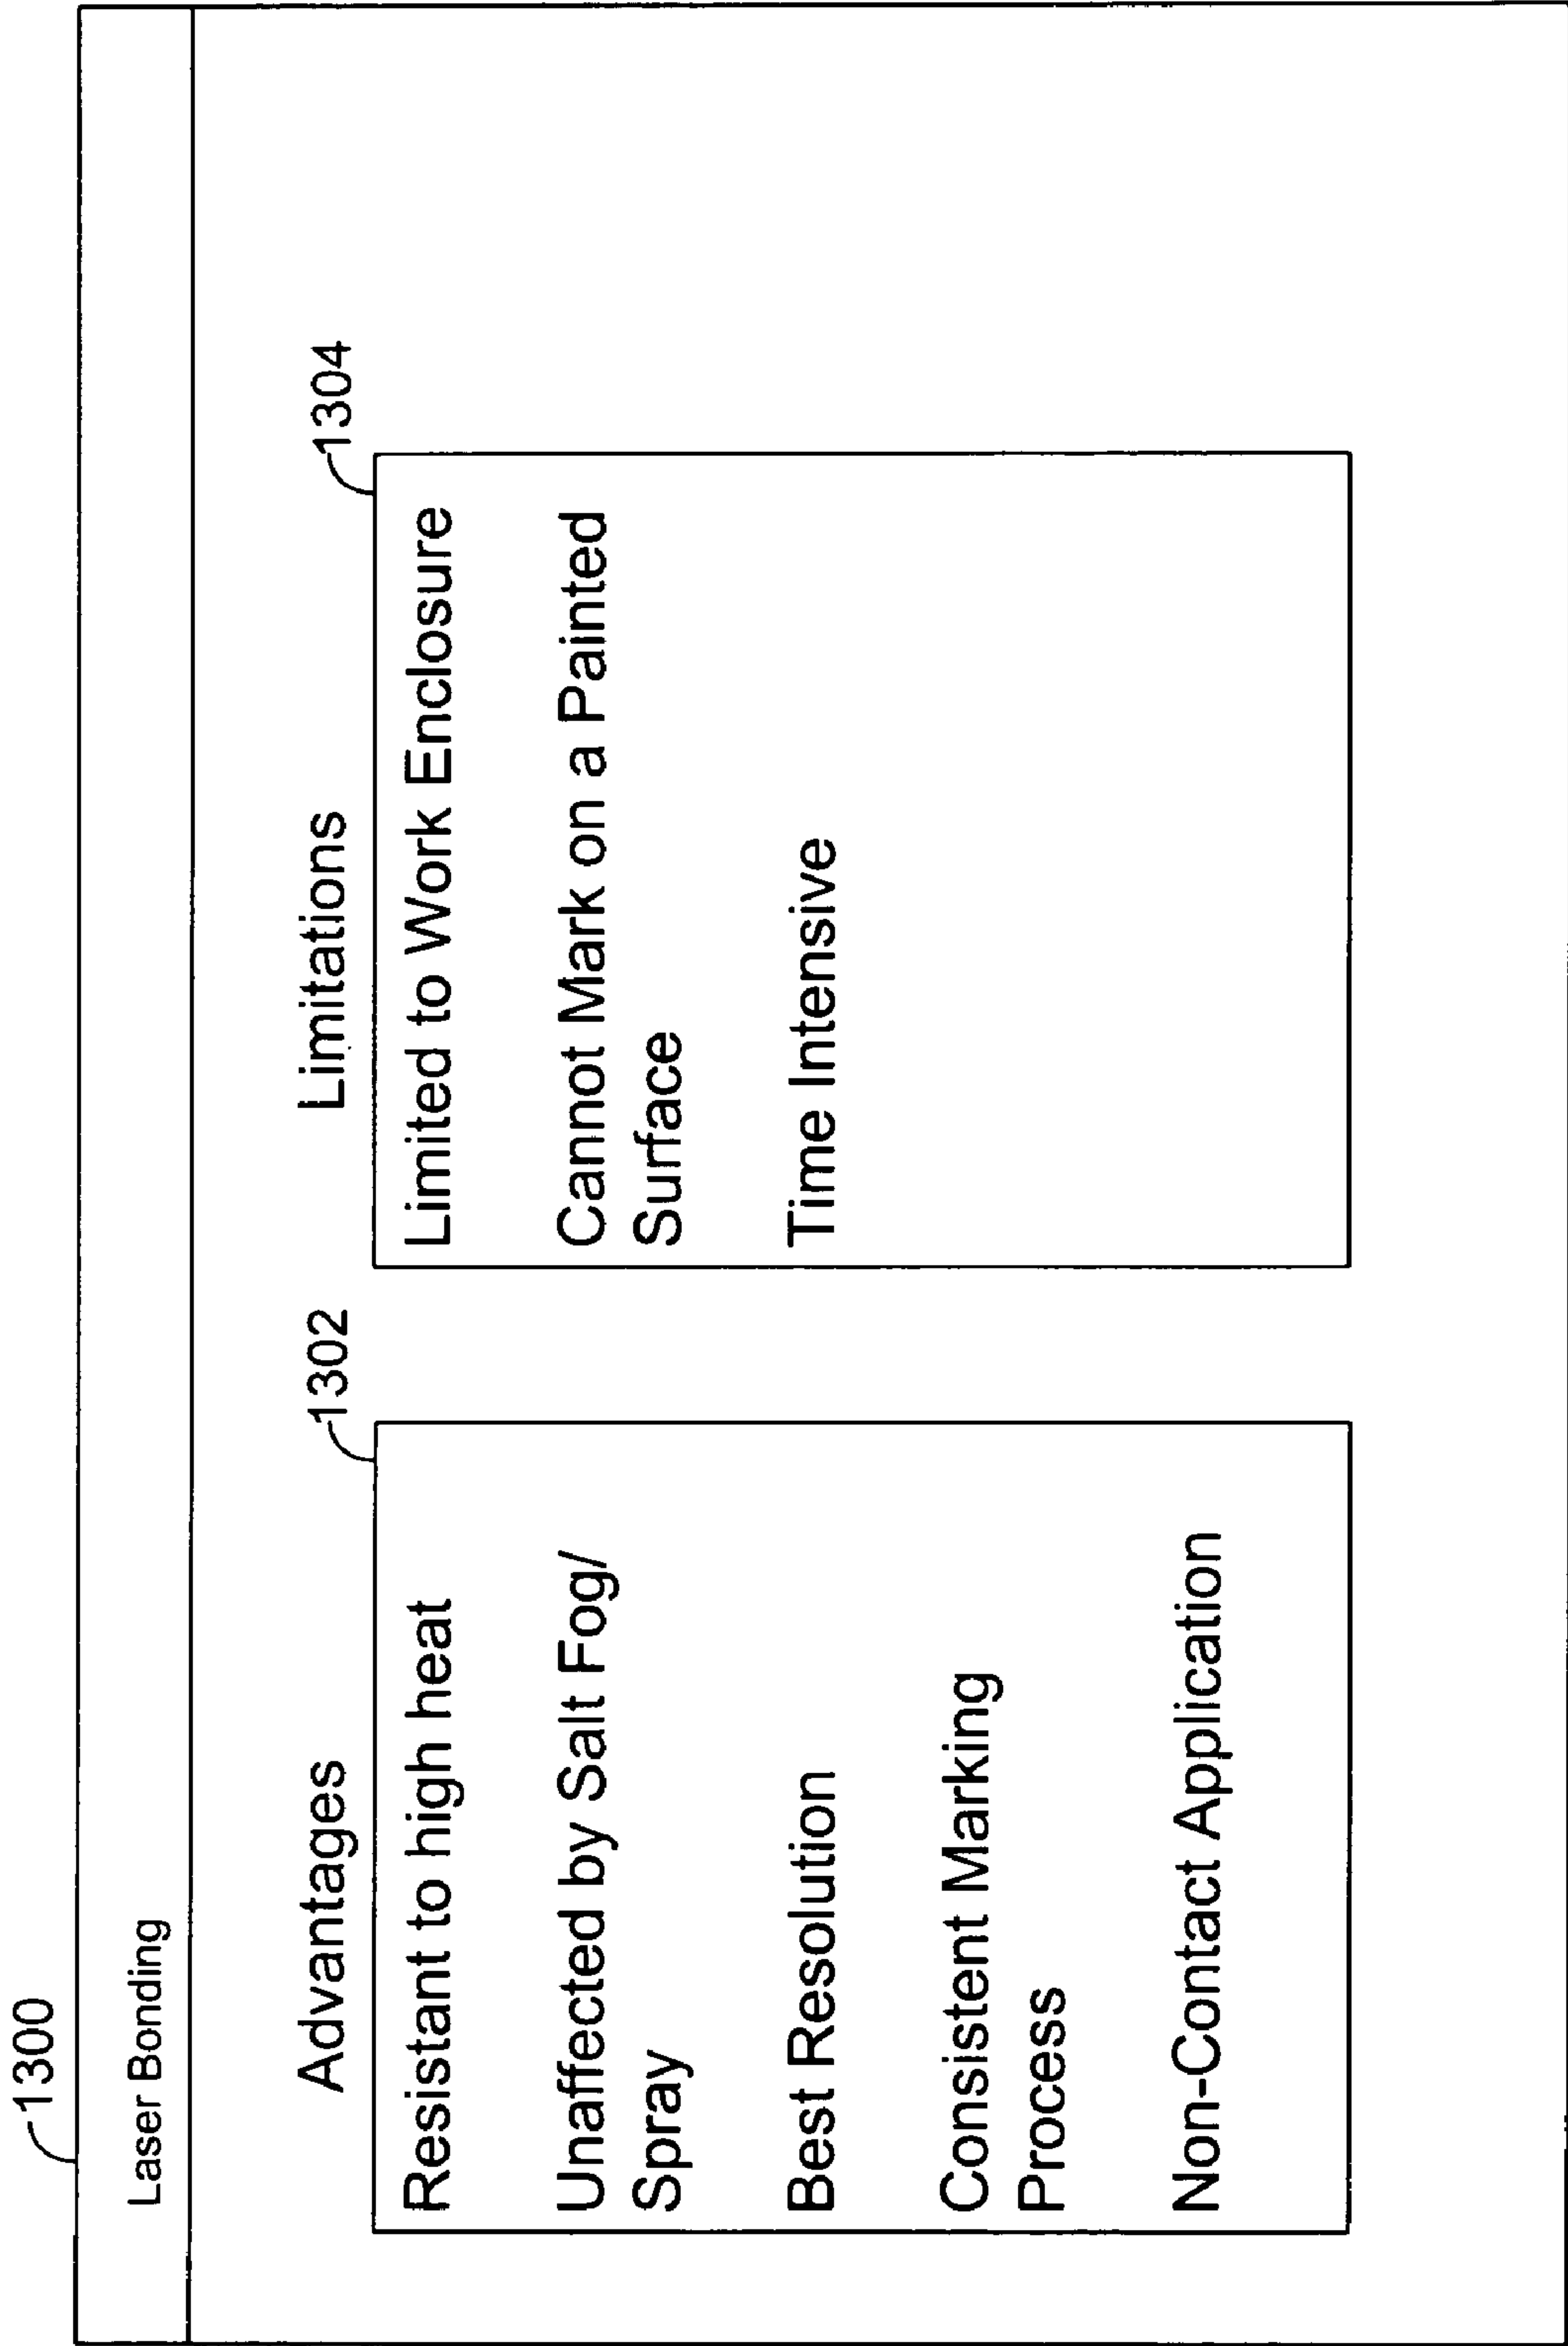 1300
Laser Bonding
Advantages
1302
Resistant to high heat
Unaffected by Salt Fog/
Spray
Best Resolution
Consistent Marking
Process
Non-Contact Application
Limitations
1304
Limited to Work Enclosure
Cannot Mark on a Painted
Surface
Time Intensive